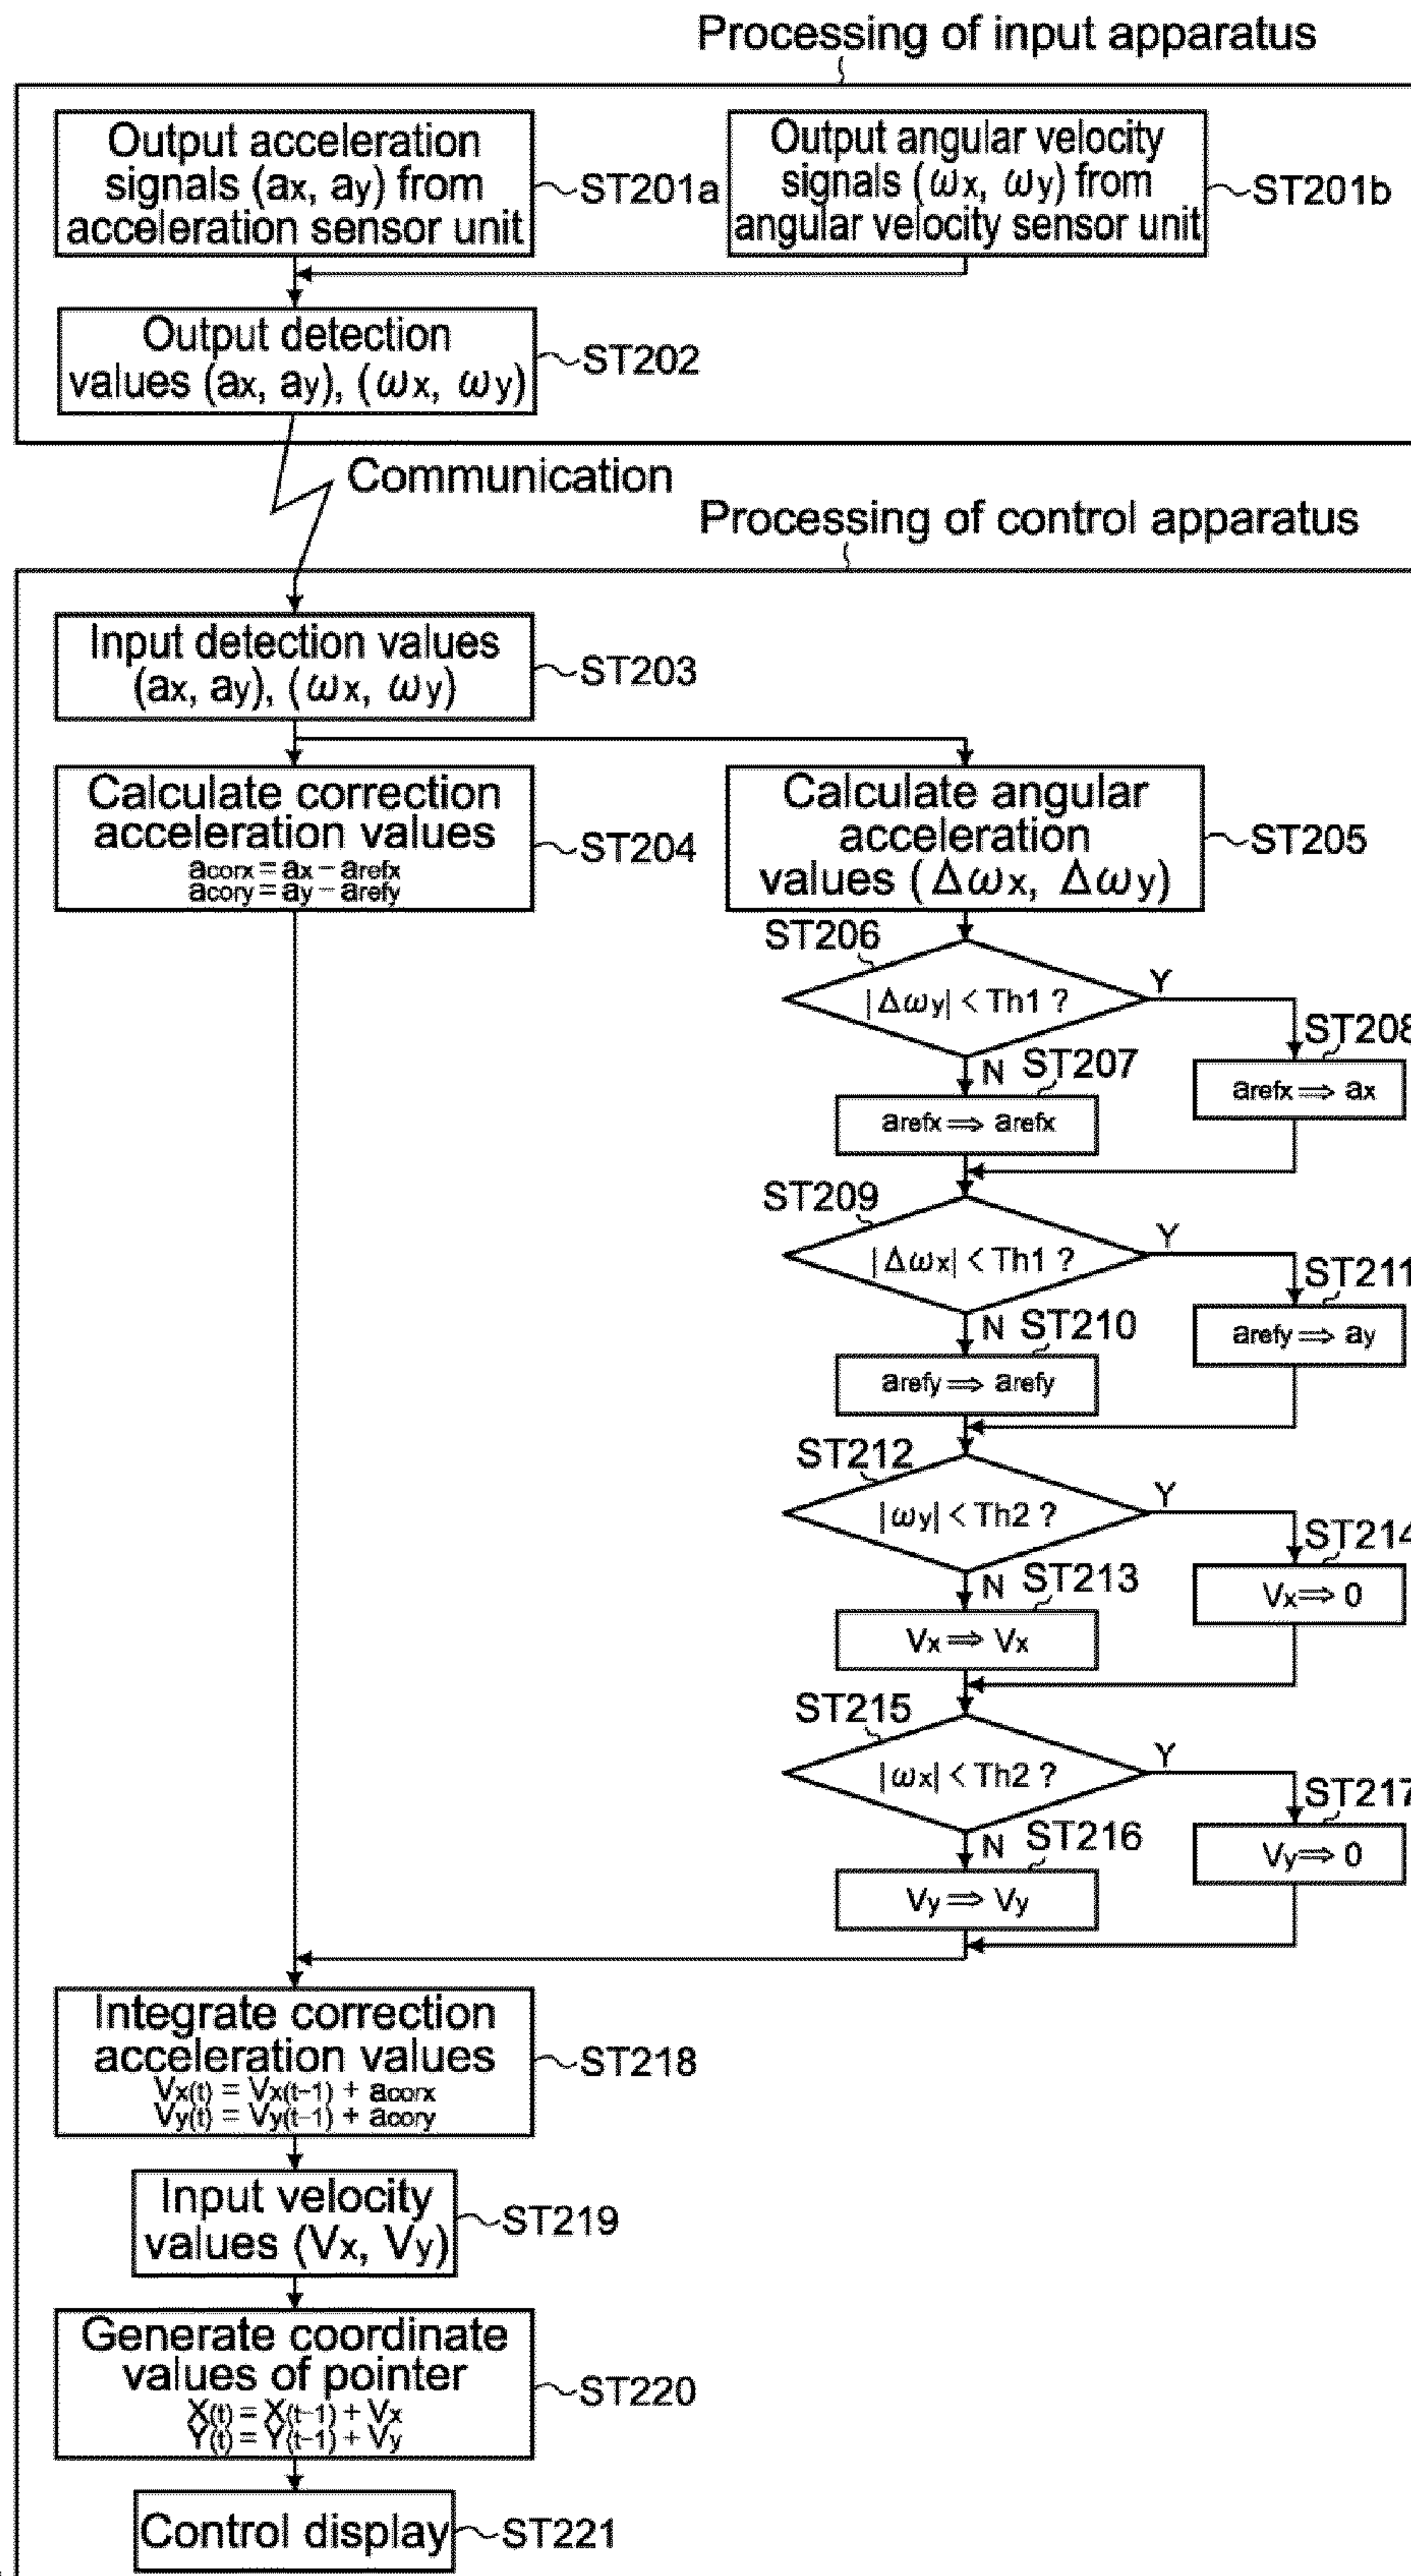 Processing of input apparatus
Output acceleration
signals (ax, ay) from
acceleration sensor unit
ST201a
Output angular velocity
signals (ωx, ωy) from
angular velocity sensor unit
ST201b
Output detection
values (ax, ay), (ωx, ωy)
ST202
Communication
Processing of control apparatus
Input detection values
(ax, ay), (ωx, ωy)
ST203
Calculate correction
acceleration values
acorx = ax − arefx
acory = ay − arefy
ST204
Calculate angular
acceleration
values (Δωx, Δωy)
ST205
ST206
|Δωy| < Th1 ?
Y
ST208
arefx ⇒ ax
N
ST207
arefx ⇒ arefx
ST209
|Δωx| < Th1 ?
Y
ST211
arefy ⇒ ay
N
ST210
arefy ⇒ arefy
ST212
|ωy| < Th2 ?
Y
ST214
Vx ⇒ 0
N
ST213
Vx ⇒ Vx
ST215
|ωx| < Th2 ?
Y
ST217
Vy ⇒ 0
N
ST216
Vy ⇒ Vy
Integrate correction
acceleration values
Vx(t) = Vx(t−1) + acorx
Vy(t) = Vy(t−1) + acory
ST218
Input velocity
values (Vx, Vy)
ST219
Generate coordinate
values of pointer
X(t) = X(t−1) + Vx
Y(t) = Y(t−1) + Vy
ST220
Control display
ST221